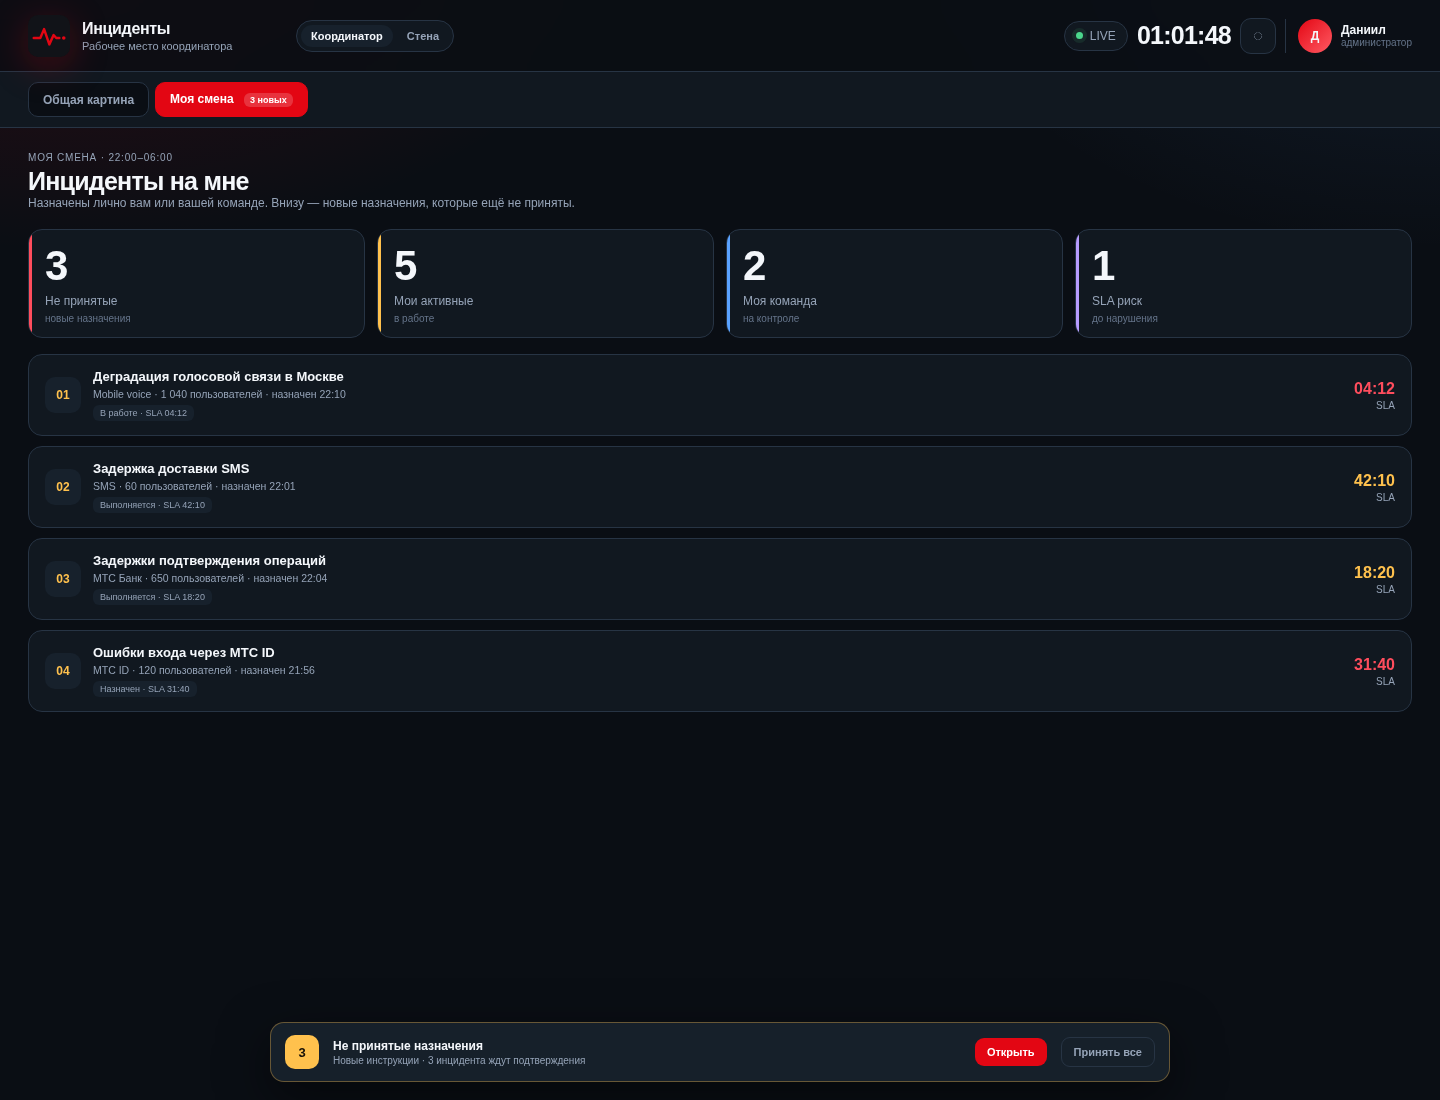 Инциденты
Рабочее место координатора
Координатор
Стена
LIVE
01:01:48
Д
Даниил
администратор
Общая картина
Моя смена
3 новых
МОЯ СМЕНА · 22:00–06:00
Инциденты на мне
Назначены лично вам или вашей команде. Внизу — новые назначения, которые ещё не приняты.
3
Не принятые
новые назначения
5
Мои активные
в работе
2
Моя команда
на контроле
1
SLA риск
до нарушения
01
Деградация голосовой связи в Москве
Mobile voice · 1 040 пользователей · назначен 22:10
В работе · SLA 04:12
04:12
SLA
02
Задержка доставки SMS
SMS · 60 пользователей · назначен 22:01
Выполняется · SLA 42:10
42:10
SLA
03
Задержки подтверждения операций
МТС Банк · 650 пользователей · назначен 22:04
Выполняется · SLA 18:20
18:20
SLA
04
Ошибки входа через МТС ID
МТС ID · 120 пользователей · назначен 21:56
Назначен · SLA 31:40
31:40
SLA
3
Не принятые назначения
Новые инструкции · 3 инцидента ждут подтверждения
Открыть
Принять все